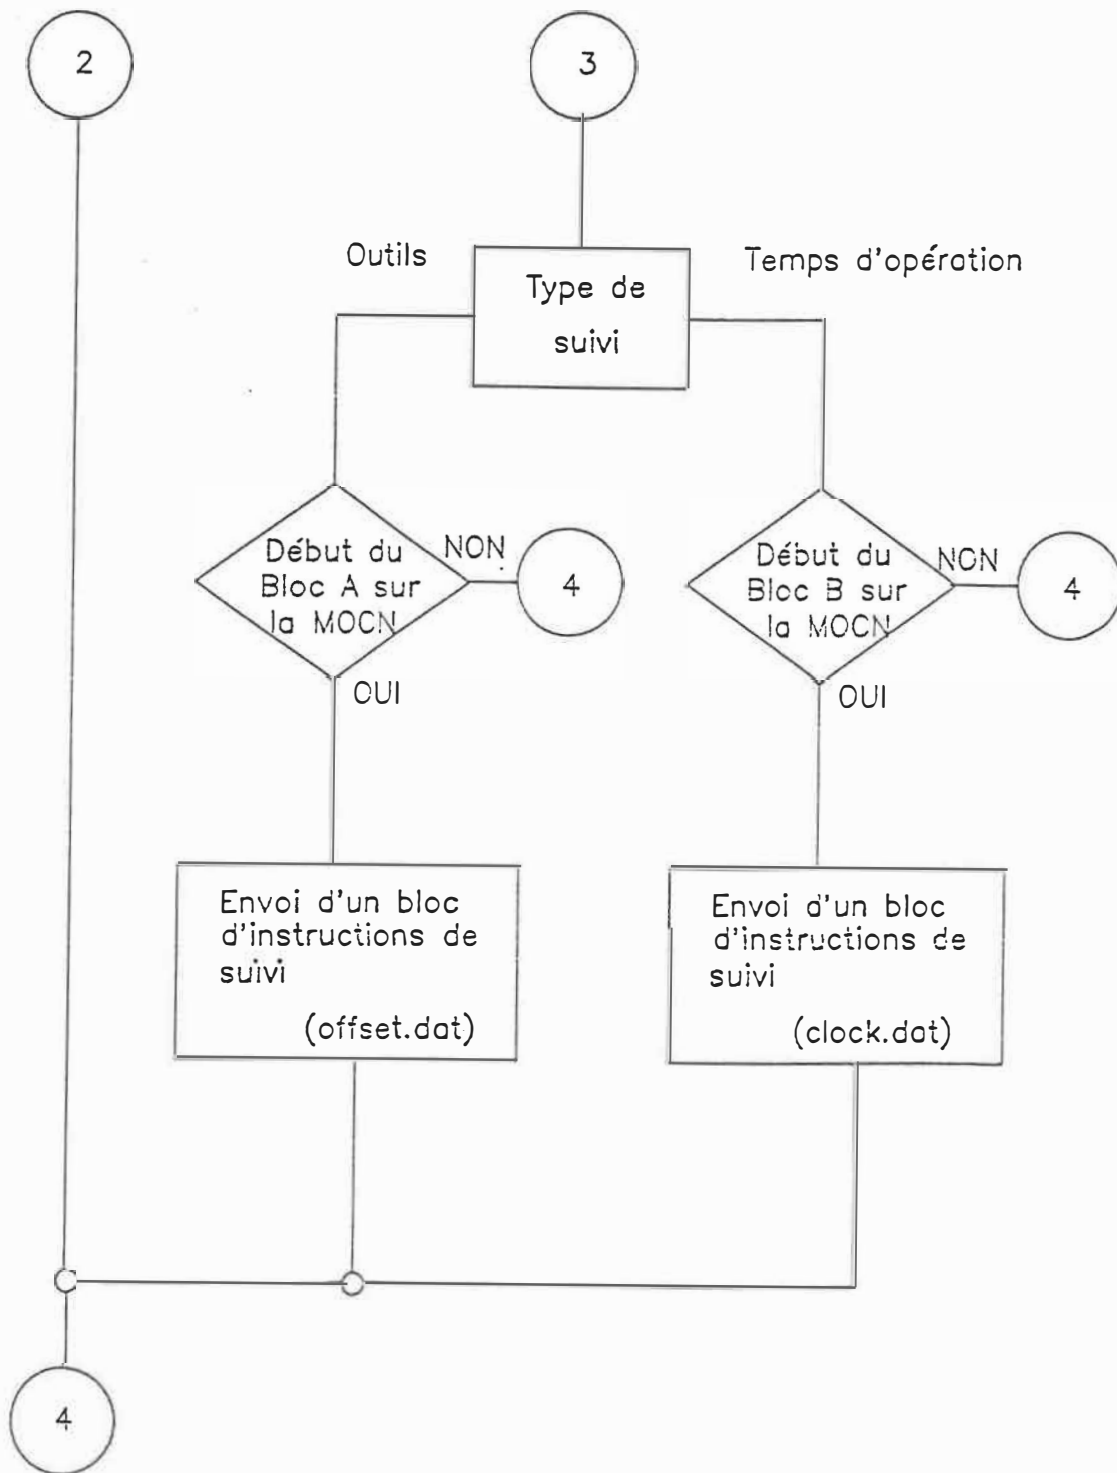 2
3
Outils
Temps d'opération
Type de
suivi
Début du
Bloc A sur
la MOCN
NON
4
OUI
Début du
Bloc B sur
la MOCN
NON
4
OUI
Envoi d'un bloc
d'instructions de
suivi
(offset.dat)
Envoi d'un bloc
d'instructions de
suivi
(clock.dat)
4